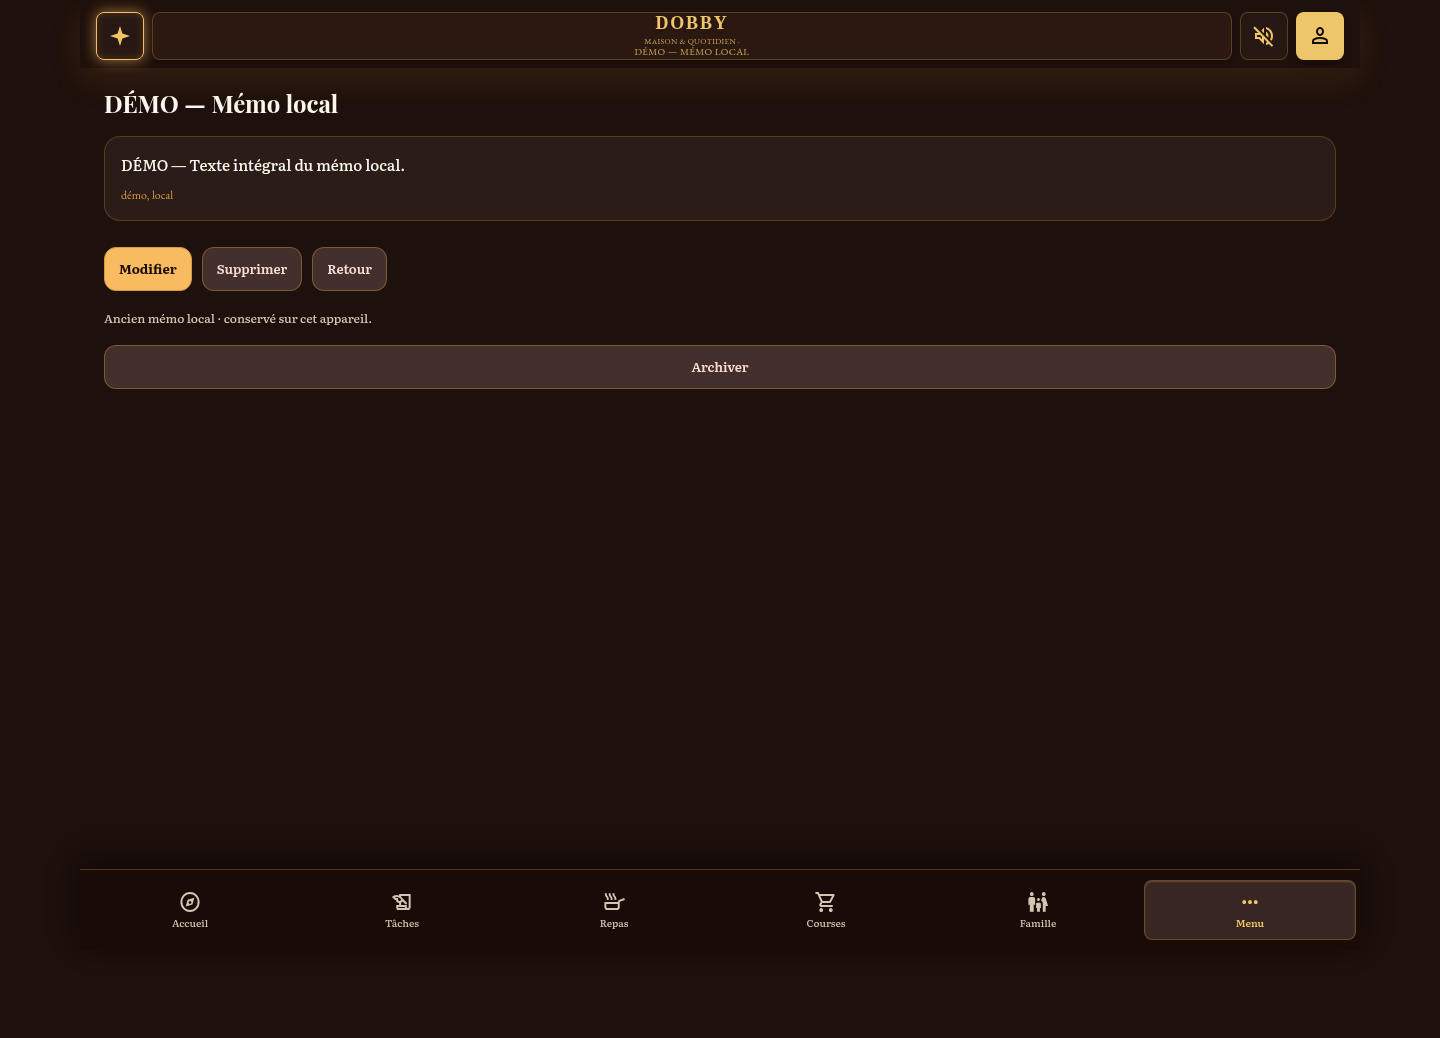 DOBBY
MAISON & QUOTIDIEN ·
DÉMO — MÉMO LOCAL
DÉMO — Mémo local
DÉMO — Texte intégral du mémo local.
démo, local
Modifier Supprimer Retour
Ancien mémo local · conservé sur cet appareil.
Archiver
Accueil Tâches Repas Courses Famille Menu